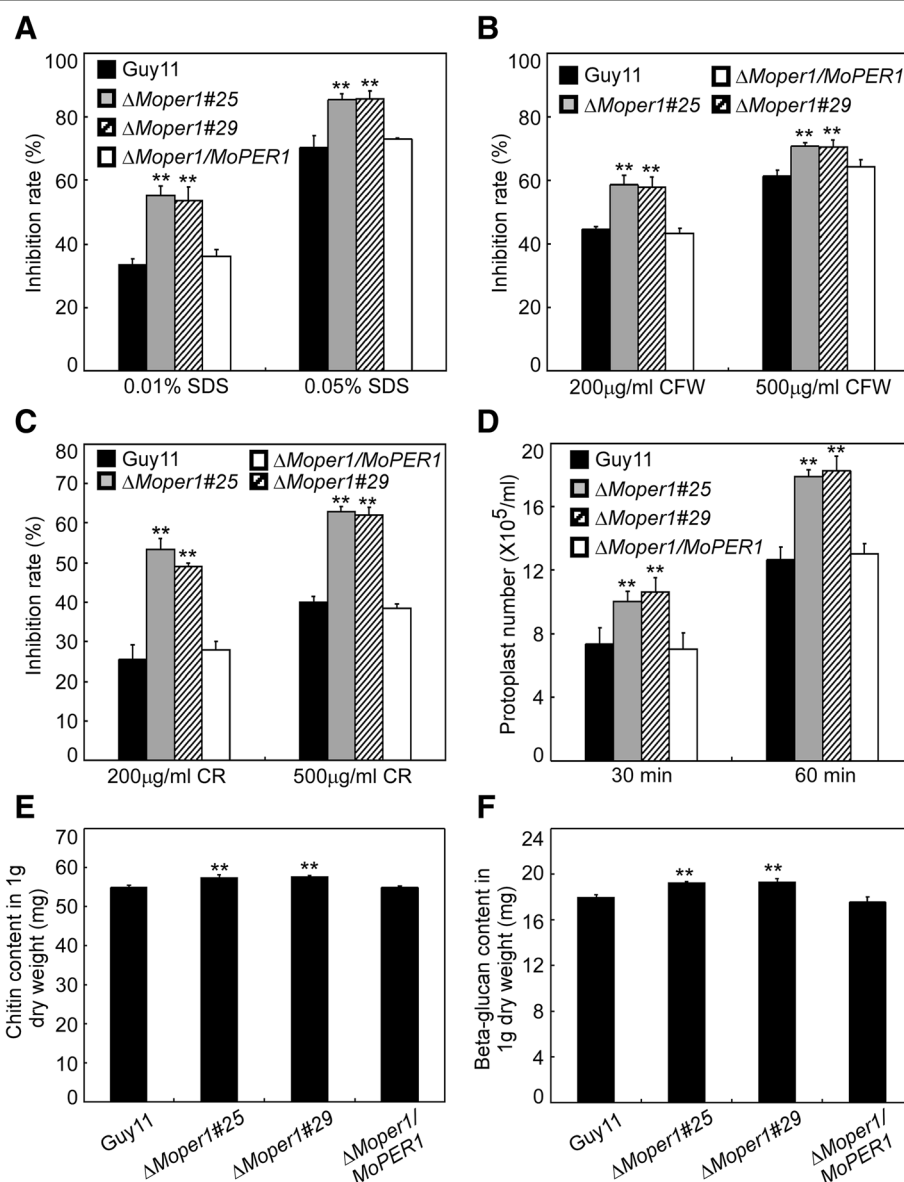 A
Inhibition rate (%)
100
80
60
40
20
0
Guy11
ΔMoper1#25
ΔMoper1#29
ΔMoper1/MoPER1
** **
** **
0.01% SDS 0.05% SDS
B
Inhibition rate (%)
100
80
60
40
20
0
Guy11 ΔMoper1/MoPER1
ΔMoper1#25 ΔMoper1#29
** **
** **
200μg/ml CFW 500μg/ml CFW
C
Inhibition rate (%)
80
70
60
50
40
30
20
10
0
Guy11 ΔMoper1/MoPER1
ΔMoper1#25 ΔMoper1#29
** **
** **
200μg/ml CR 500μg/ml CR
D
Protoplast number (X10⁵/ml)
20
16
12
8
4
0
Guy11
ΔMoper1#25
ΔMoper1#29
ΔMoper1/MoPER1
** **
** **
30 min 60 min
E
Chitin content in 1g
dry weight (mg)
70
60
50
40
30
20
10
0
** **
Guy11
ΔMoper1#25
ΔMoper1#29
ΔMoper1/
MoPER1
F
Beta-glucan content in
1g dry weight (mg)
24
20
16
12
8
4
0
** **
Guy11
ΔMoper1#25
ΔMoper1#29
ΔMoper1/
MoPER1